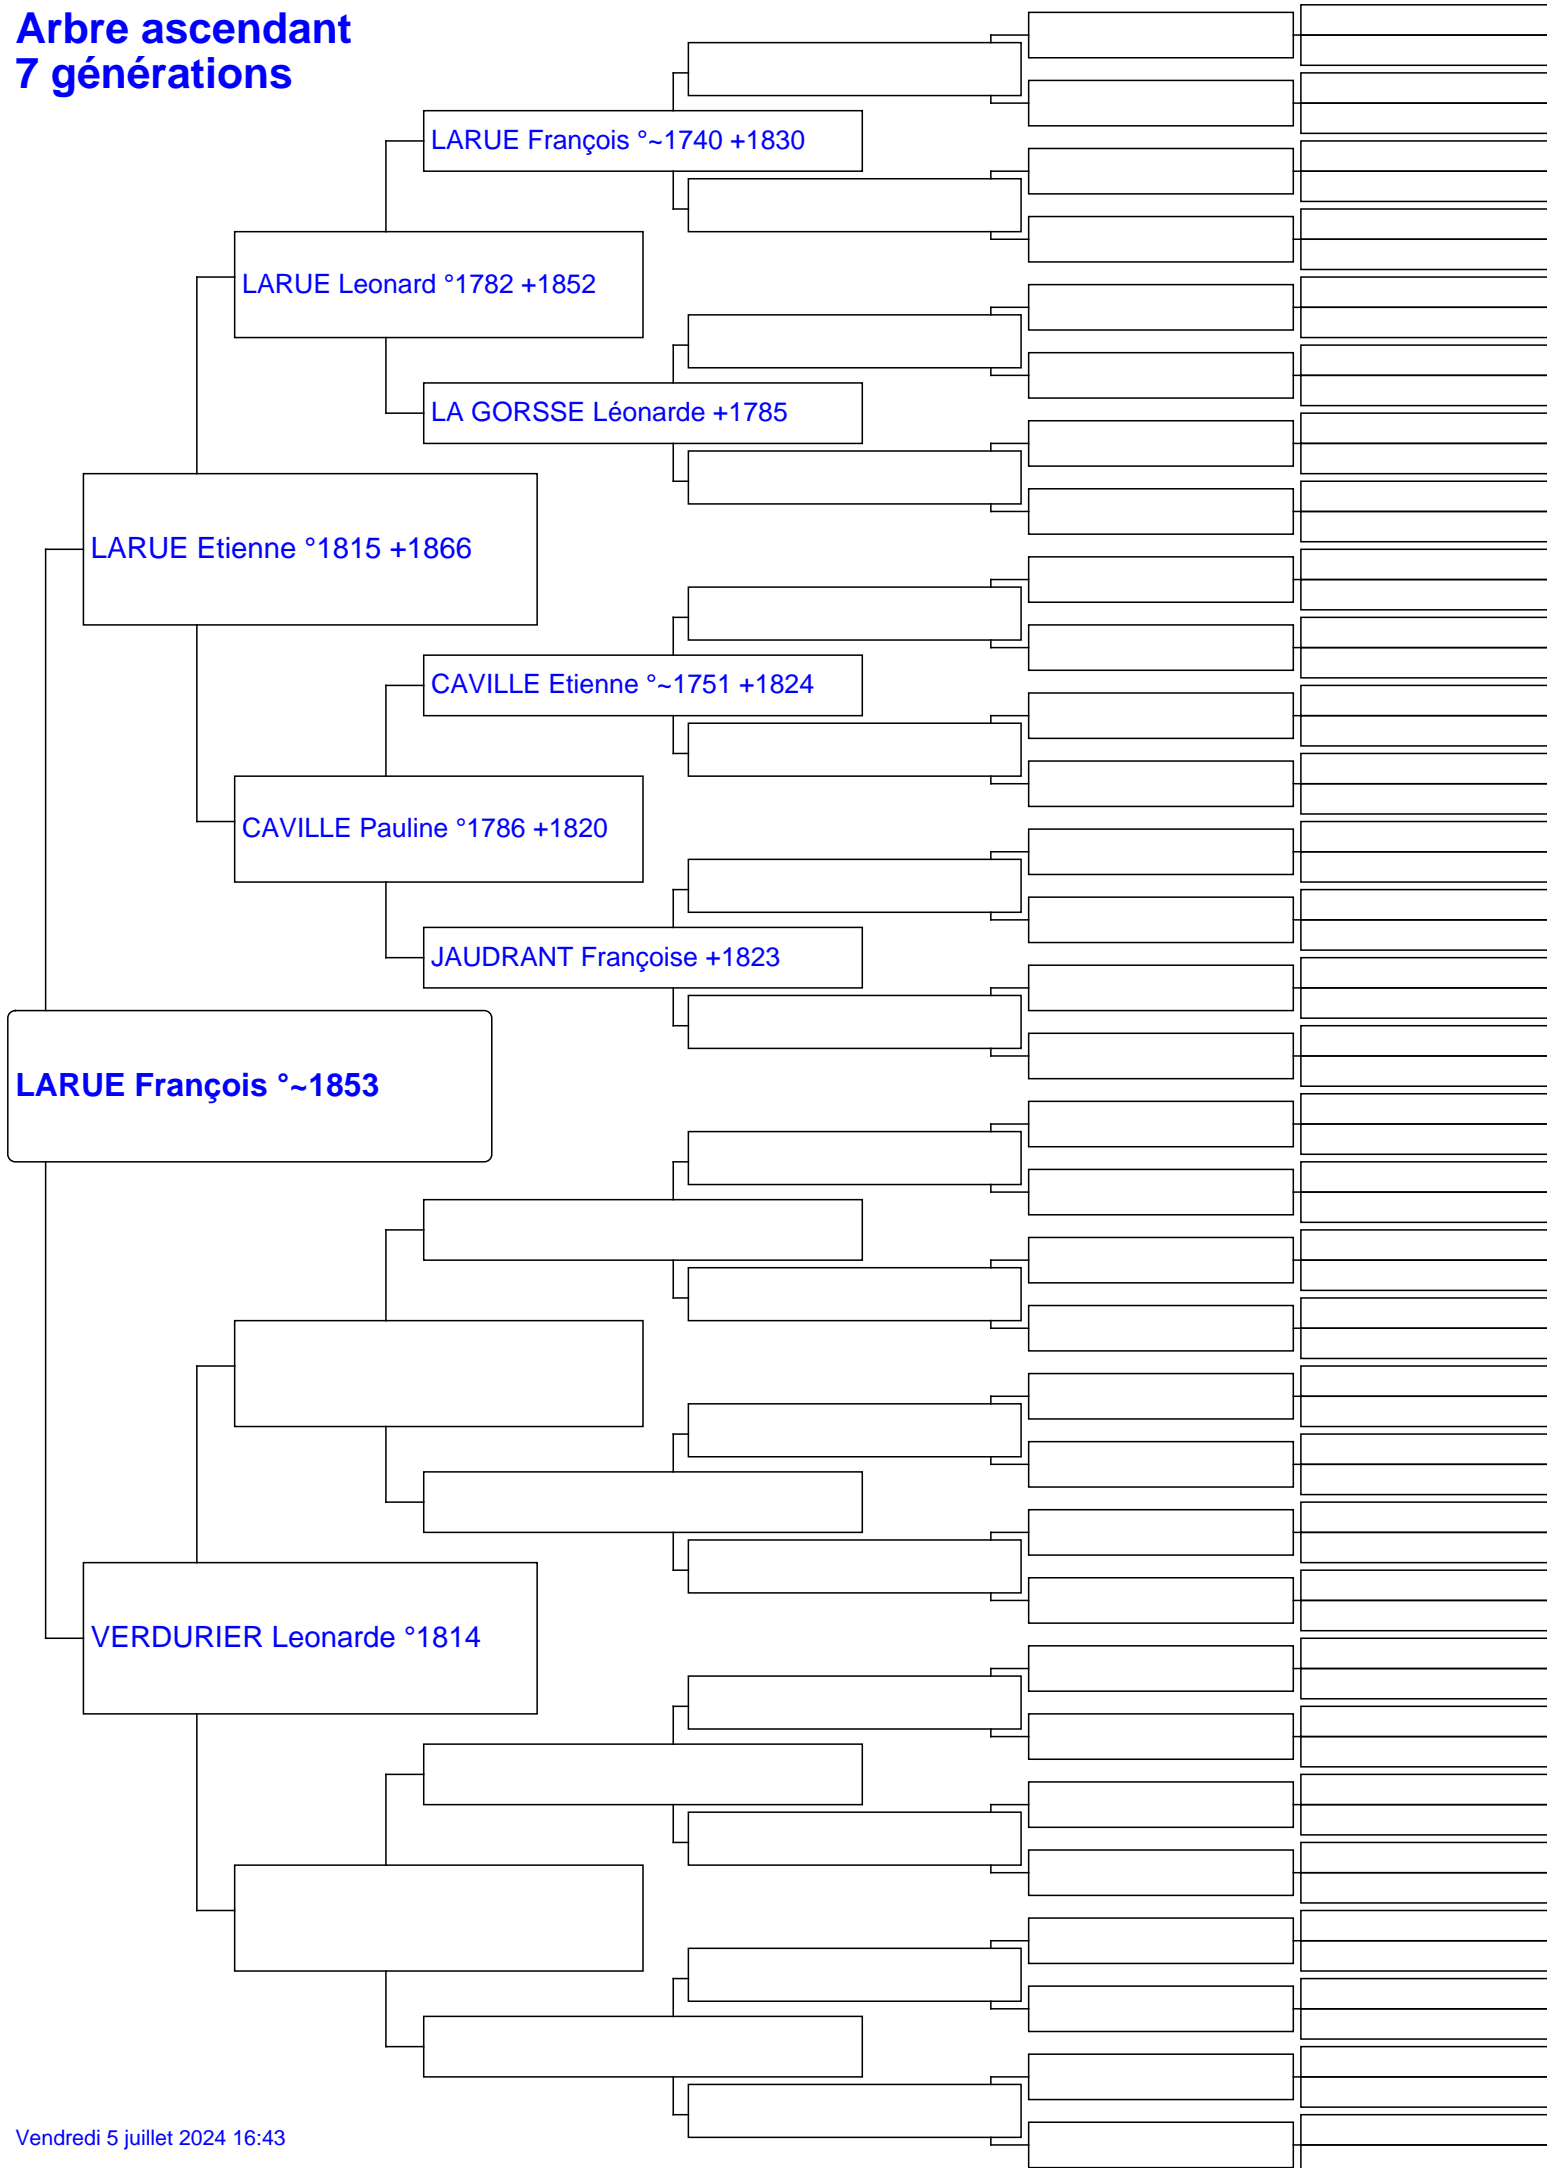 Arbre ascendant
7 générations
LARUE François °~1740 +1830
LARUE Leonard °1782 +1852
LA GORSSE Léonarde +1785
LARUE Etienne °1815 +1866
CAVILLE Etienne °~1751 +1824
CAVILLE Pauline °1786 +1820
JAUDRANT Françoise +1823
LARUE François °~1853
VERDURIER Leonarde °1814
Vendredi 5 juillet 2024 16:43